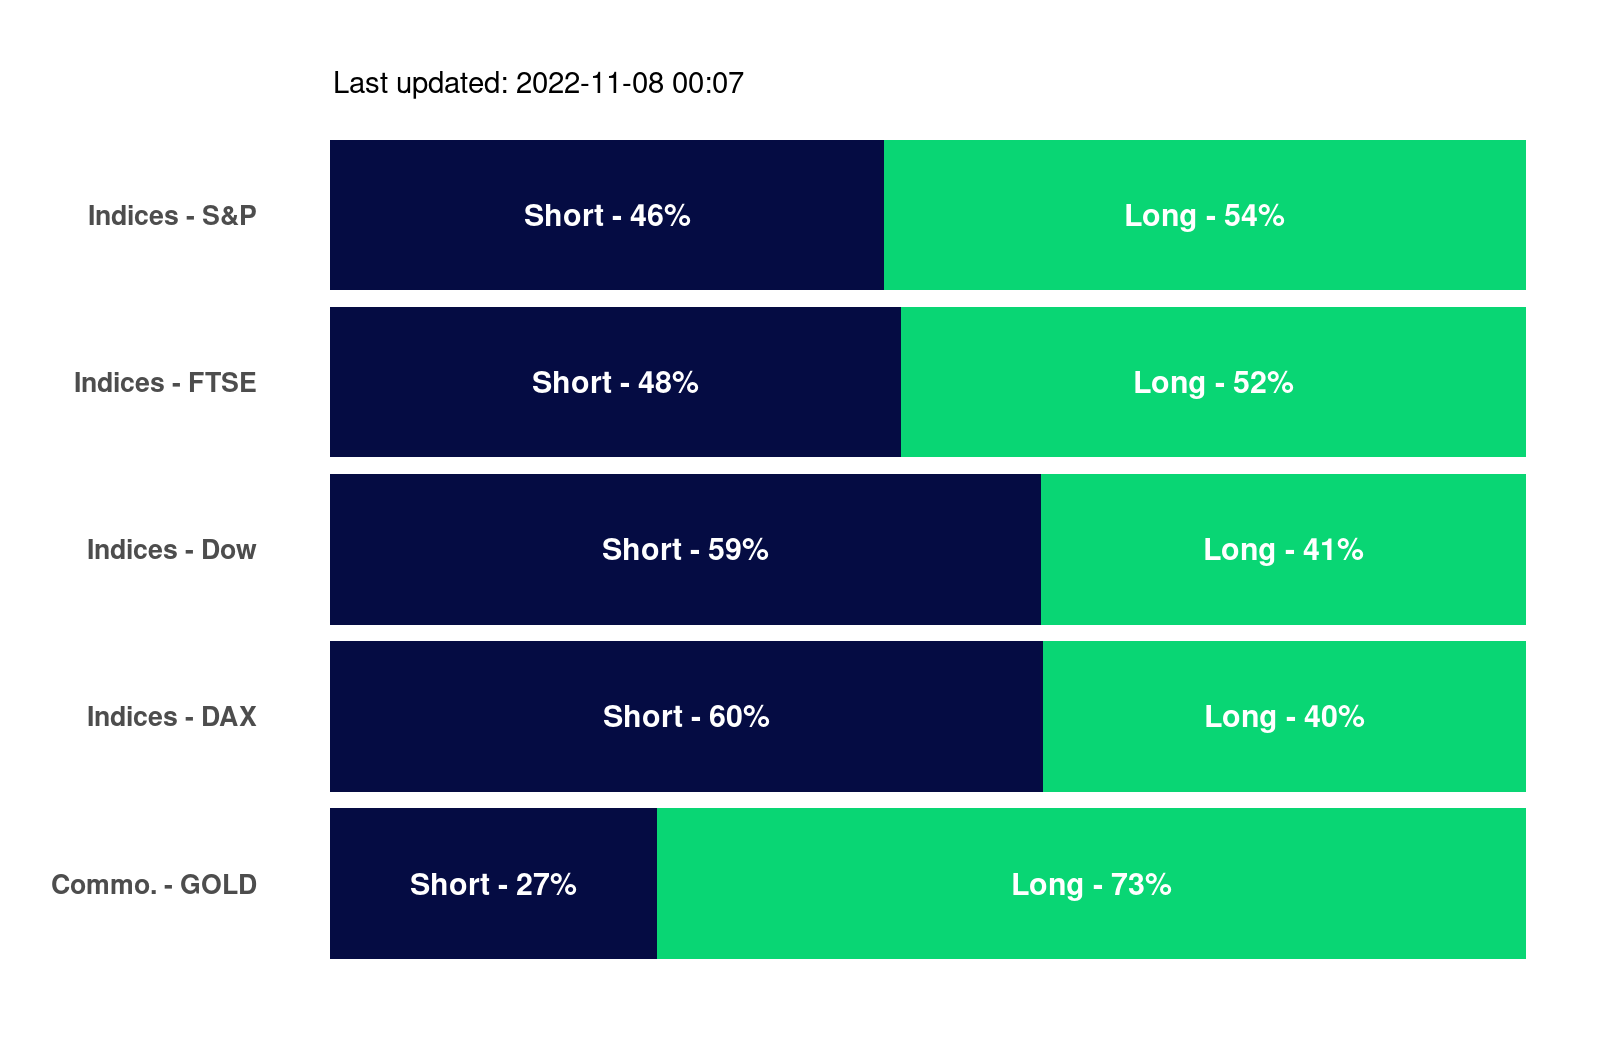 Last updated: 2022-11-08 00:07
Indices - S&P Short - 46% Long - 54%
Indices - FTSE Short - 48% Long - 52%
Indices - Dow Short - 59% Long - 41%
Indices - DAX Short - 60% Long - 40%
Commo. - GOLD Short - 27% Long - 73%